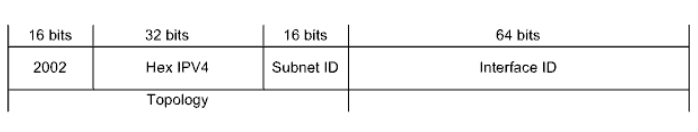 16 bits 32 bits 16 bits 64 bits
2002 Hex IPV4 Subnet ID Interface ID
Topology